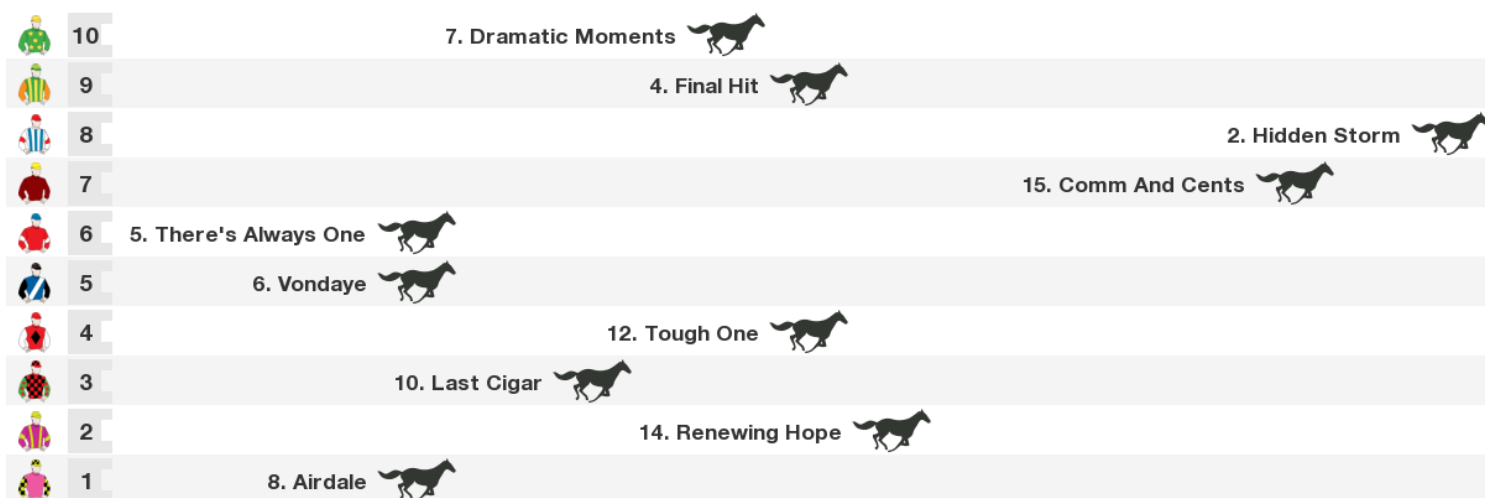 10 7. Dramatic Moments
9 4. Final Hit
8 2. Hidden Storm
7 15. Comm And Cents
6 5. There's Always One
5 6. Vondaye
4 12. Tough One
3 10. Last Cigar
2 14. Renewing Hope
1 8. Airdale